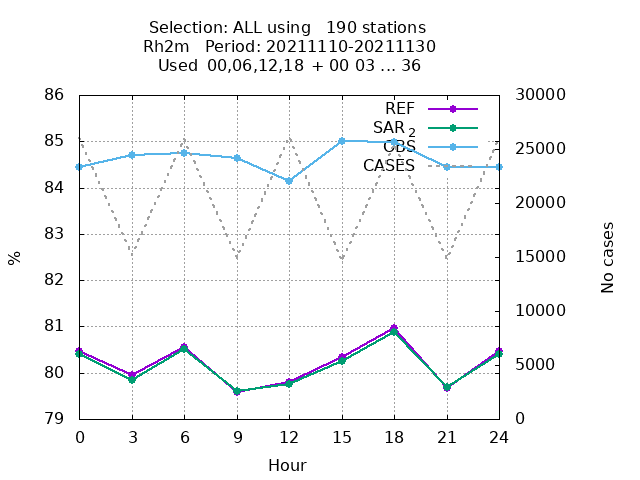 Selection: ALL using 190 stations
Rh2m Period: 20211110-20211130
Used 00,06,12,18 + 00 03 ... 36
86 30000
REF
SAR 2
85 OBS 25000
CASES
84
83 20000
% 82 15000 No cases
81 10000
80 5000
79 0
0 3 6 9 12 15 18 21 24
Hour